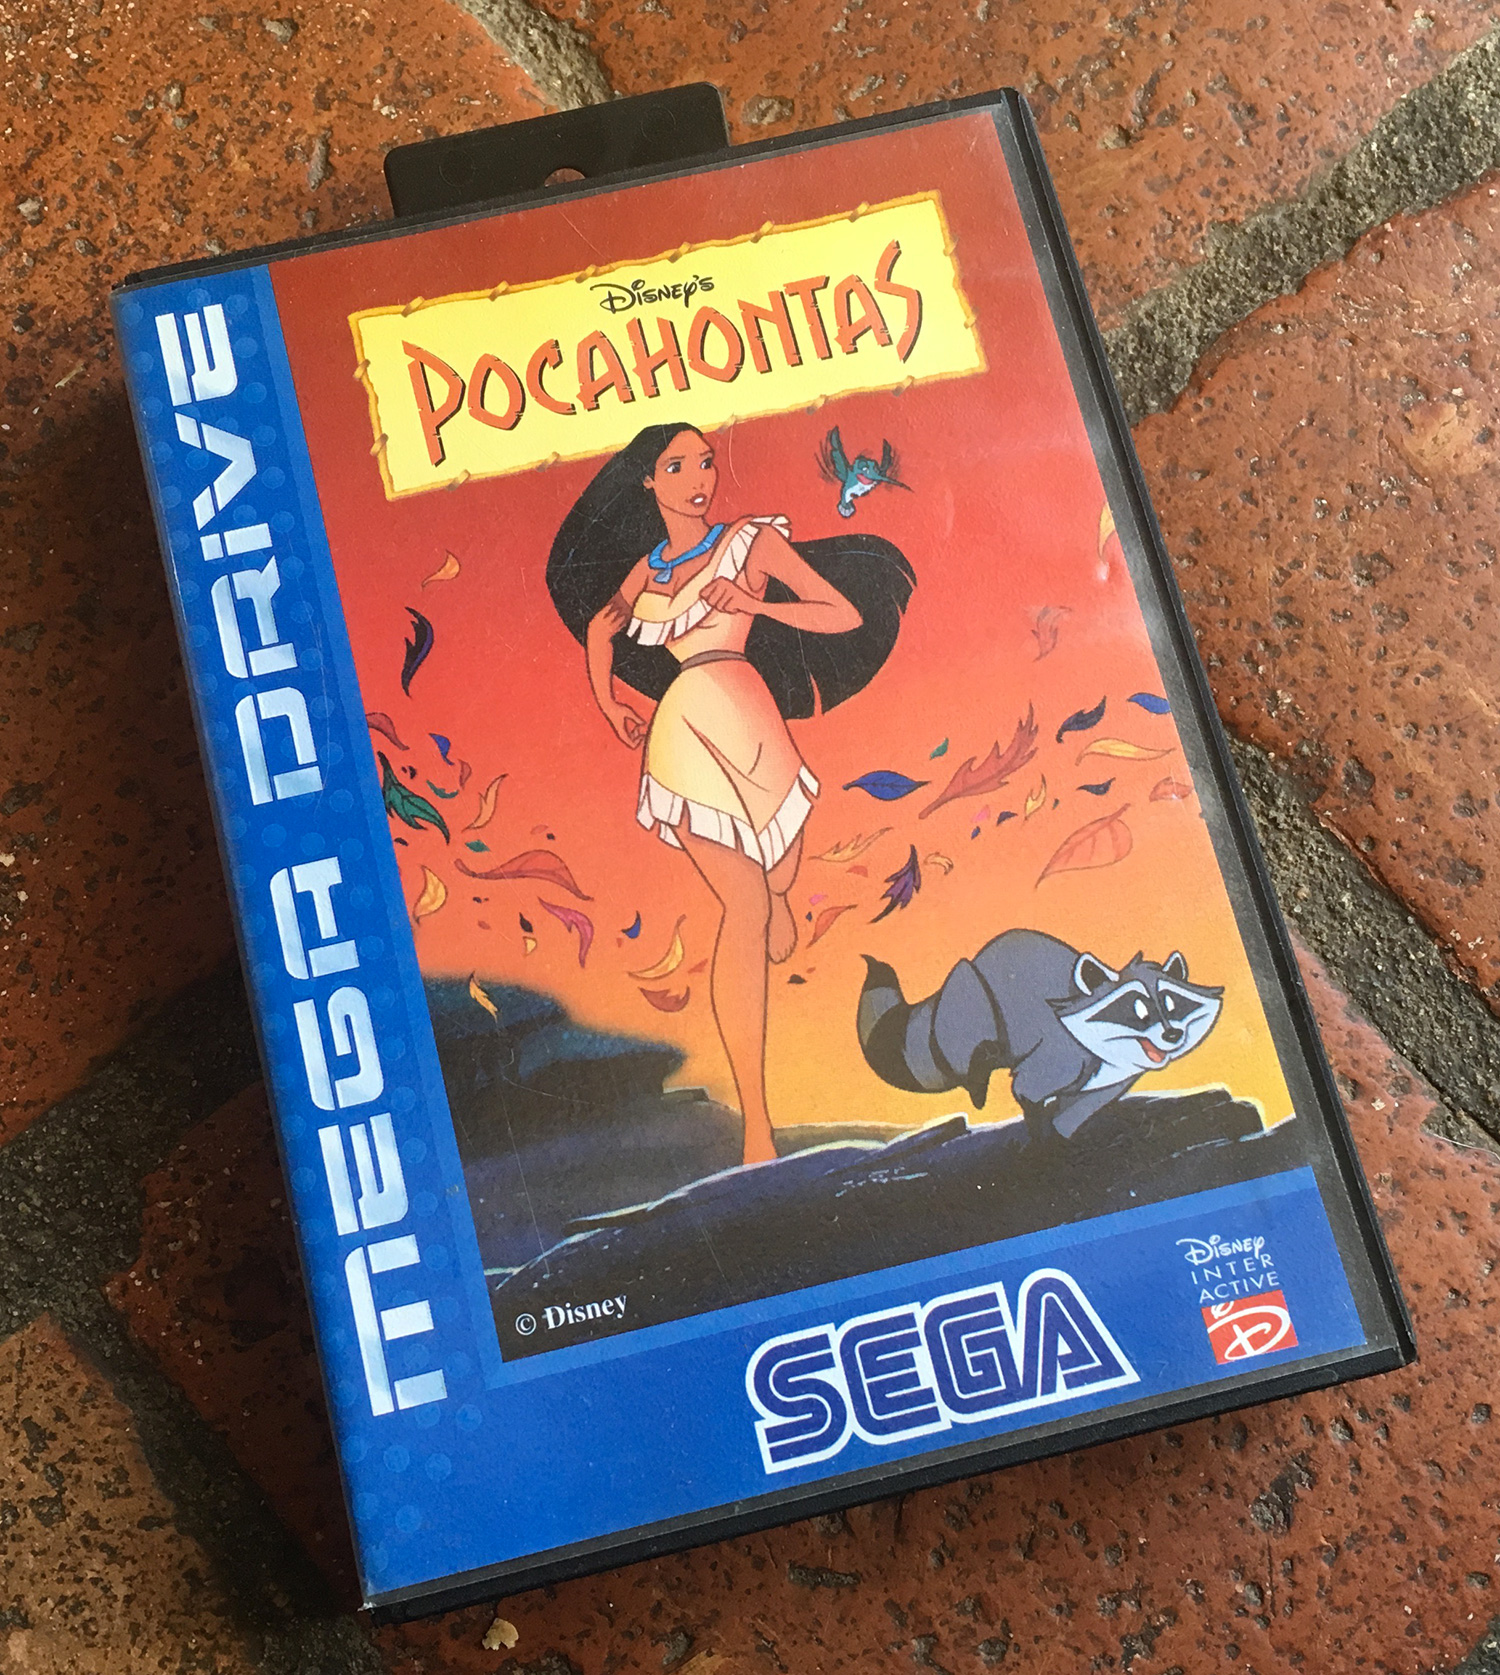 Disney's
POCAHONTAS
MEGA DRIVE
© Disney
SEGA
Disney
INTER
ACTIVE
D